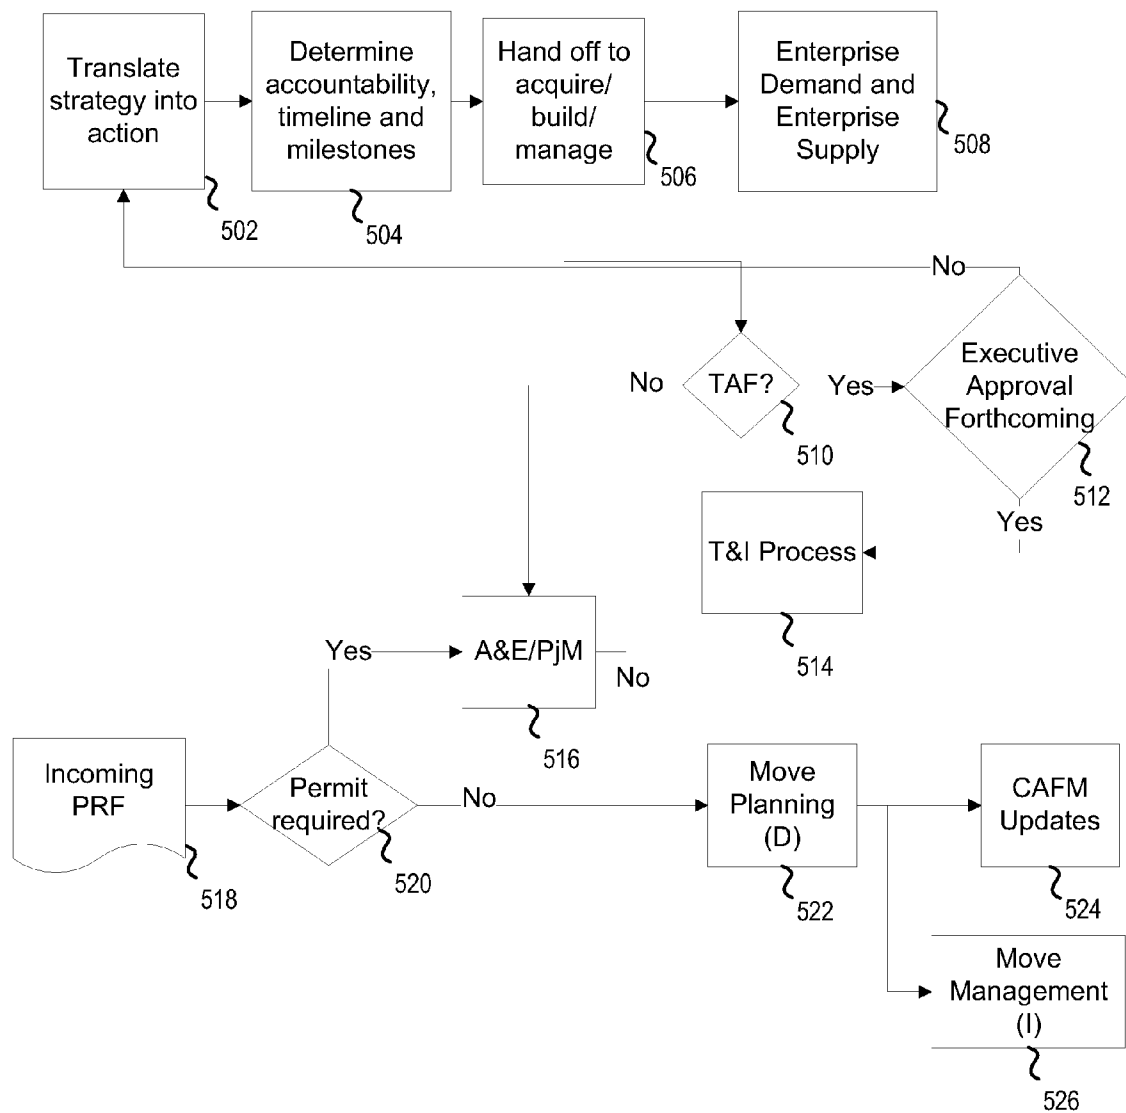 Translate
strategy into
action
502
Determine
accountability,
timeline and
milestones
504
Hand off to
acquire/
build/
manage
506
Enterprise
Demand and
Enterprise
Supply
508
No
No
TAF?
510
Yes
Executive
Approval
Forthcoming
512
Yes
T&I Process
514
Yes
A&E/PjM
No
516
Incoming
PRF
518
Permit
required?
520
No
Move
Planning
(D)
522
CAFM
Updates
524
Move
Management
(I)
526